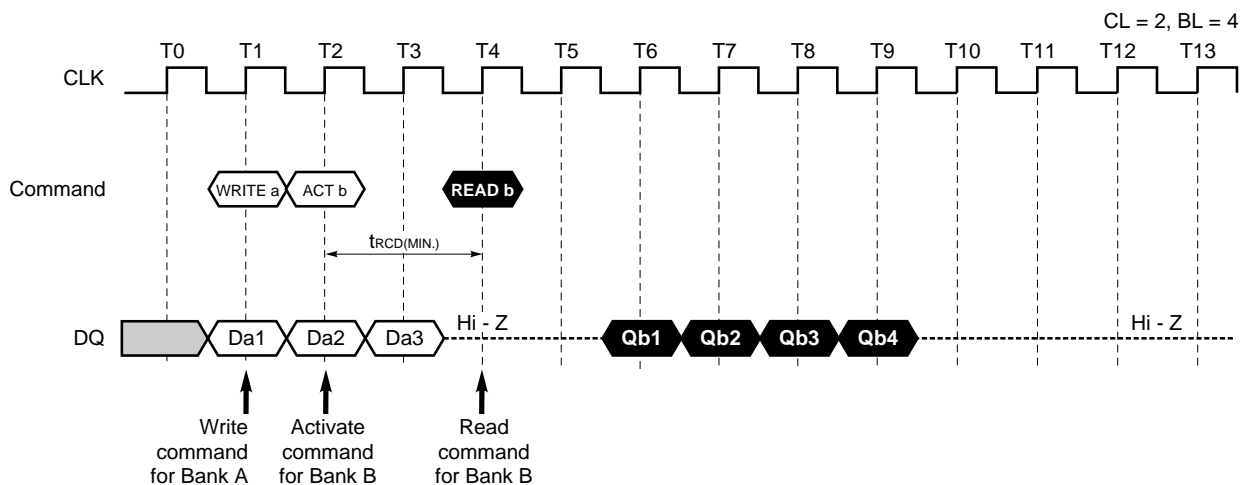 CL = 2, BL = 4
T0 T1 T2 T3 T4 T5 T6 T7 T8 T9 T10 T11 T12 T13
CLK
Command WRITE a ACT b READ b
tRCD(MIN.)
DQ Da1 Da2 Da3 Hi - Z Qb1 Qb2 Qb3 Qb4 Hi - Z
Write Activate Read
command command command
for Bank A for Bank B for Bank B